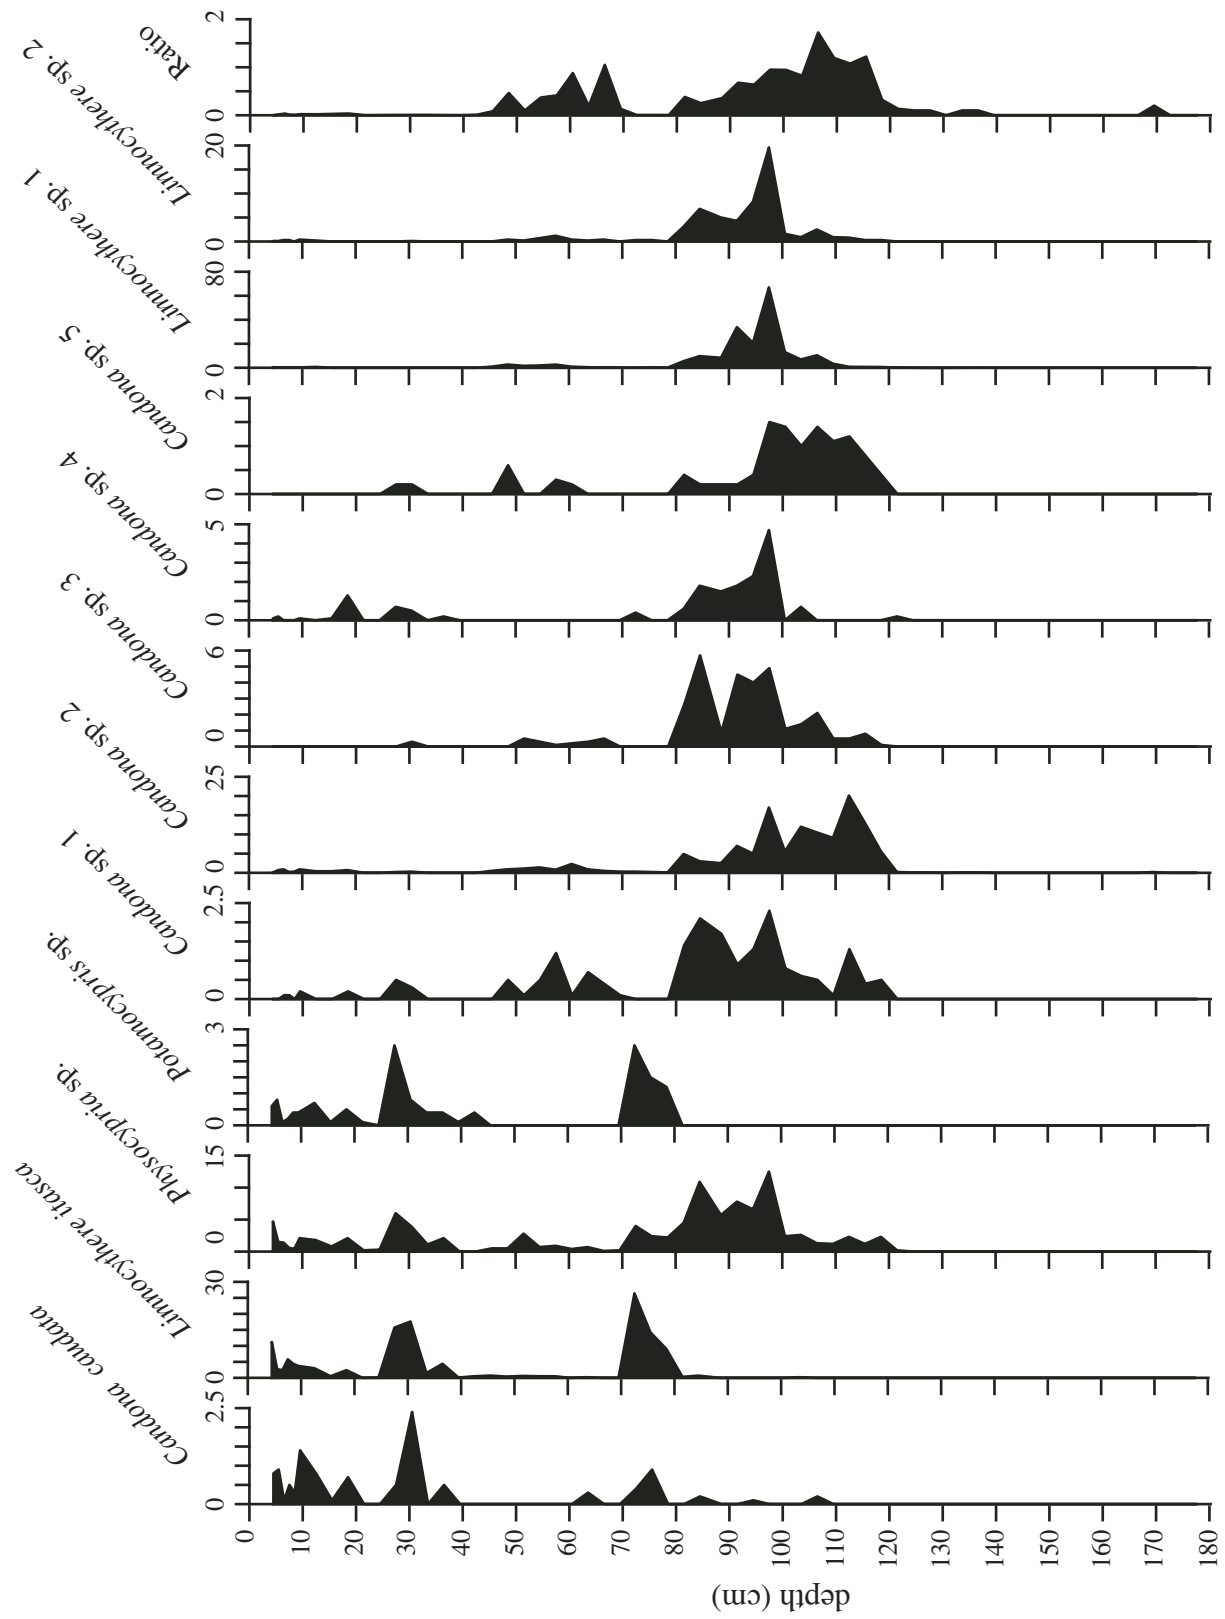 Candona caudata
Limnocythere itasca
Physocypria sp.
Potamocypris sp.
Candona sp. 1
Candona sp. 2
Candona sp. 3
Candona sp. 4
Candona sp. 5
Limnocythere sp. 1
Limnocythere sp. 2
Ratio
0 2.5
0 30
0 15
0 3
0 2.5
0 25
0 6
0 5
0 2
0 80
0 20
0 2
0
10
20
30
40
50
60
70
80
90
100
110
120
130
140
150
160
170
180
depth (cm)